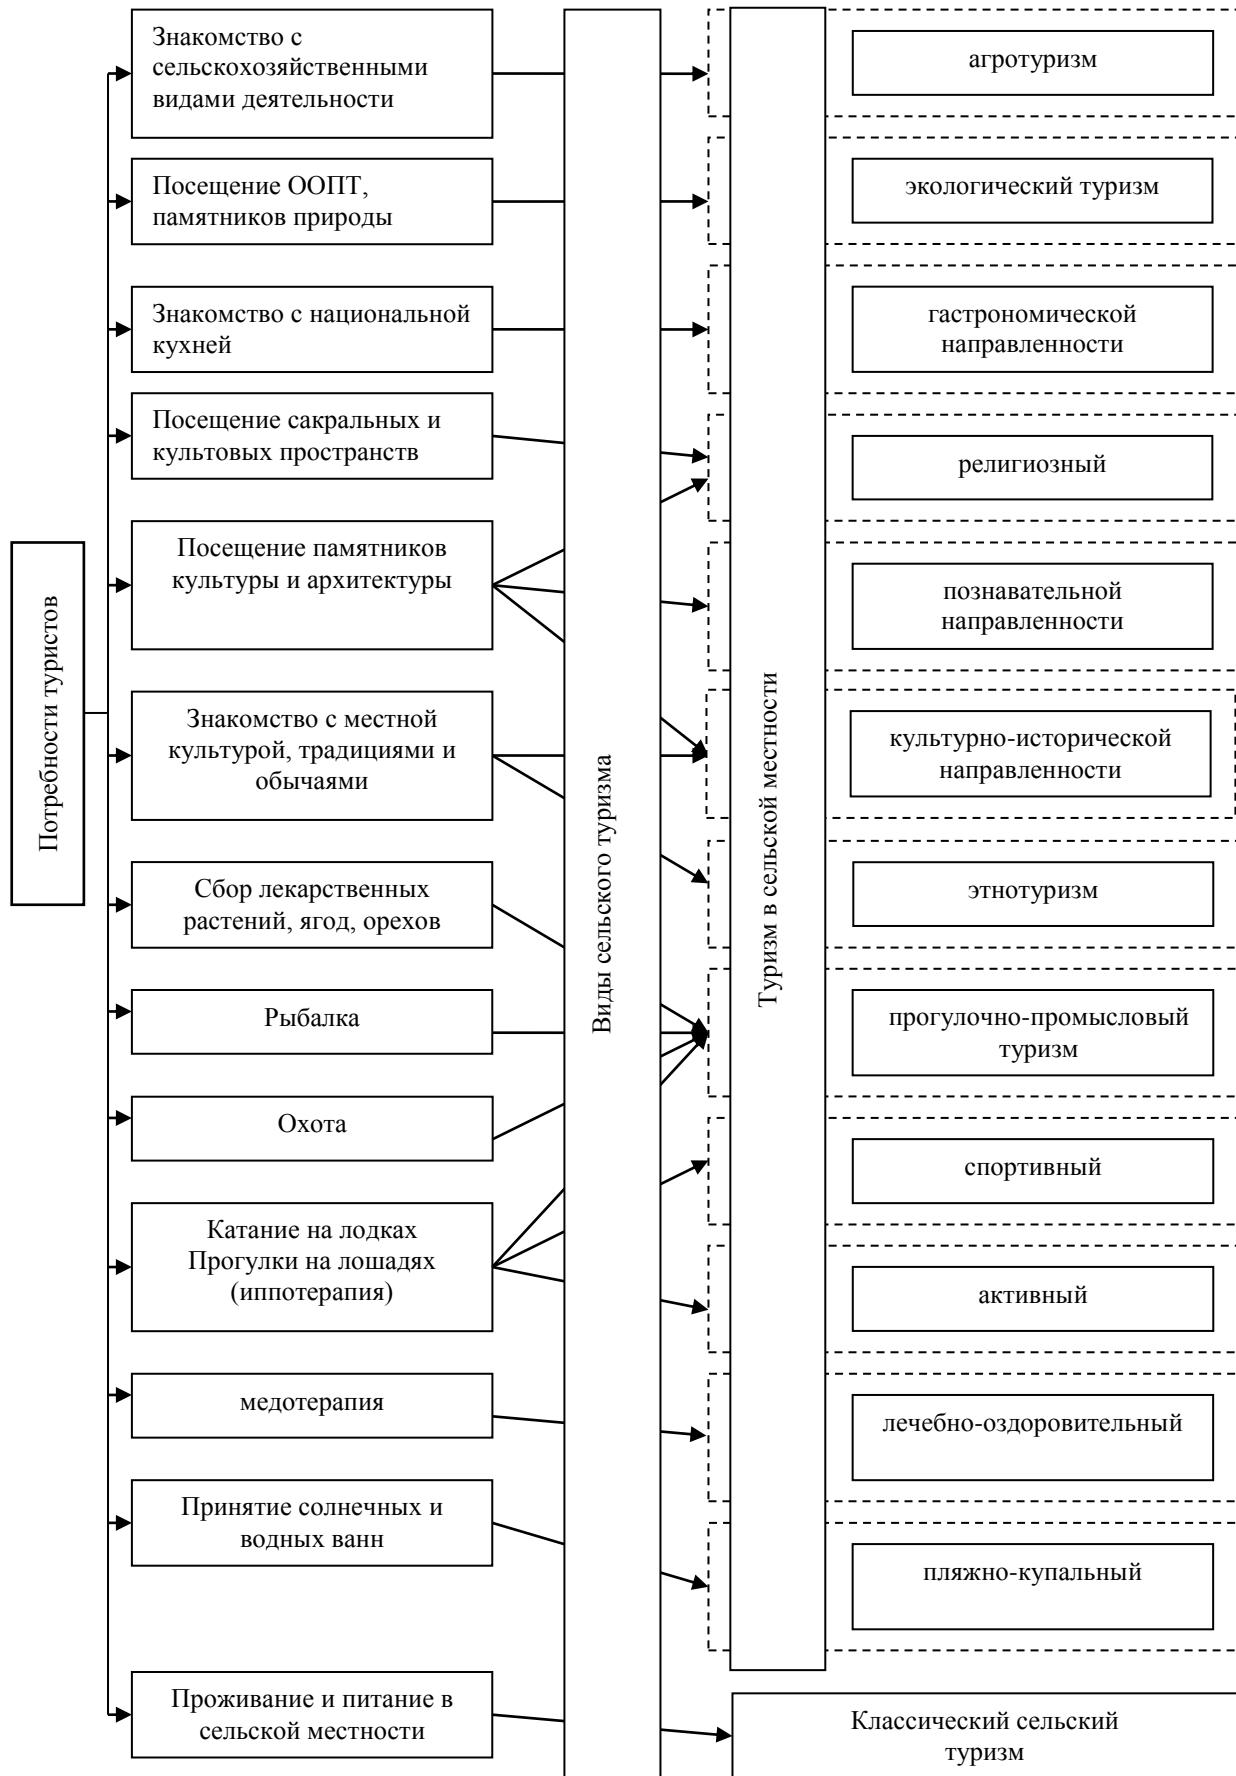 Потребности туристов
Знакомство с
сельскохозяйственными
видами деятельности
Посещение ООПТ,
памятников природы
Знакомство с национальной
кухней
Посещение сакральных и
культовых пространств
Посещение памятников
культуры и архитектуры
Знакомство с местной
культурой, традициями и
обычаями
Сбор лекарственных
растений, ягод, орехов
Рыбалка
Охота
Катание на лодках
Прогулки на лошадях
(иппотерапия)
медотерапия
Принятие солнечных и
водных ванн
Проживание и питание в
сельской местности
Виды сельского туризма
Туризм в сельской местности
агротуризм
экологический туризм
гастрономической
направленности
религиозный
познавательной
направленности
культурно-исторической
направленности
этнотуризм
прогулочно-промысловый
туризм
спортивный
активный
лечебно-оздоровительный
пляжно-купальный
Классический сельский
туризм